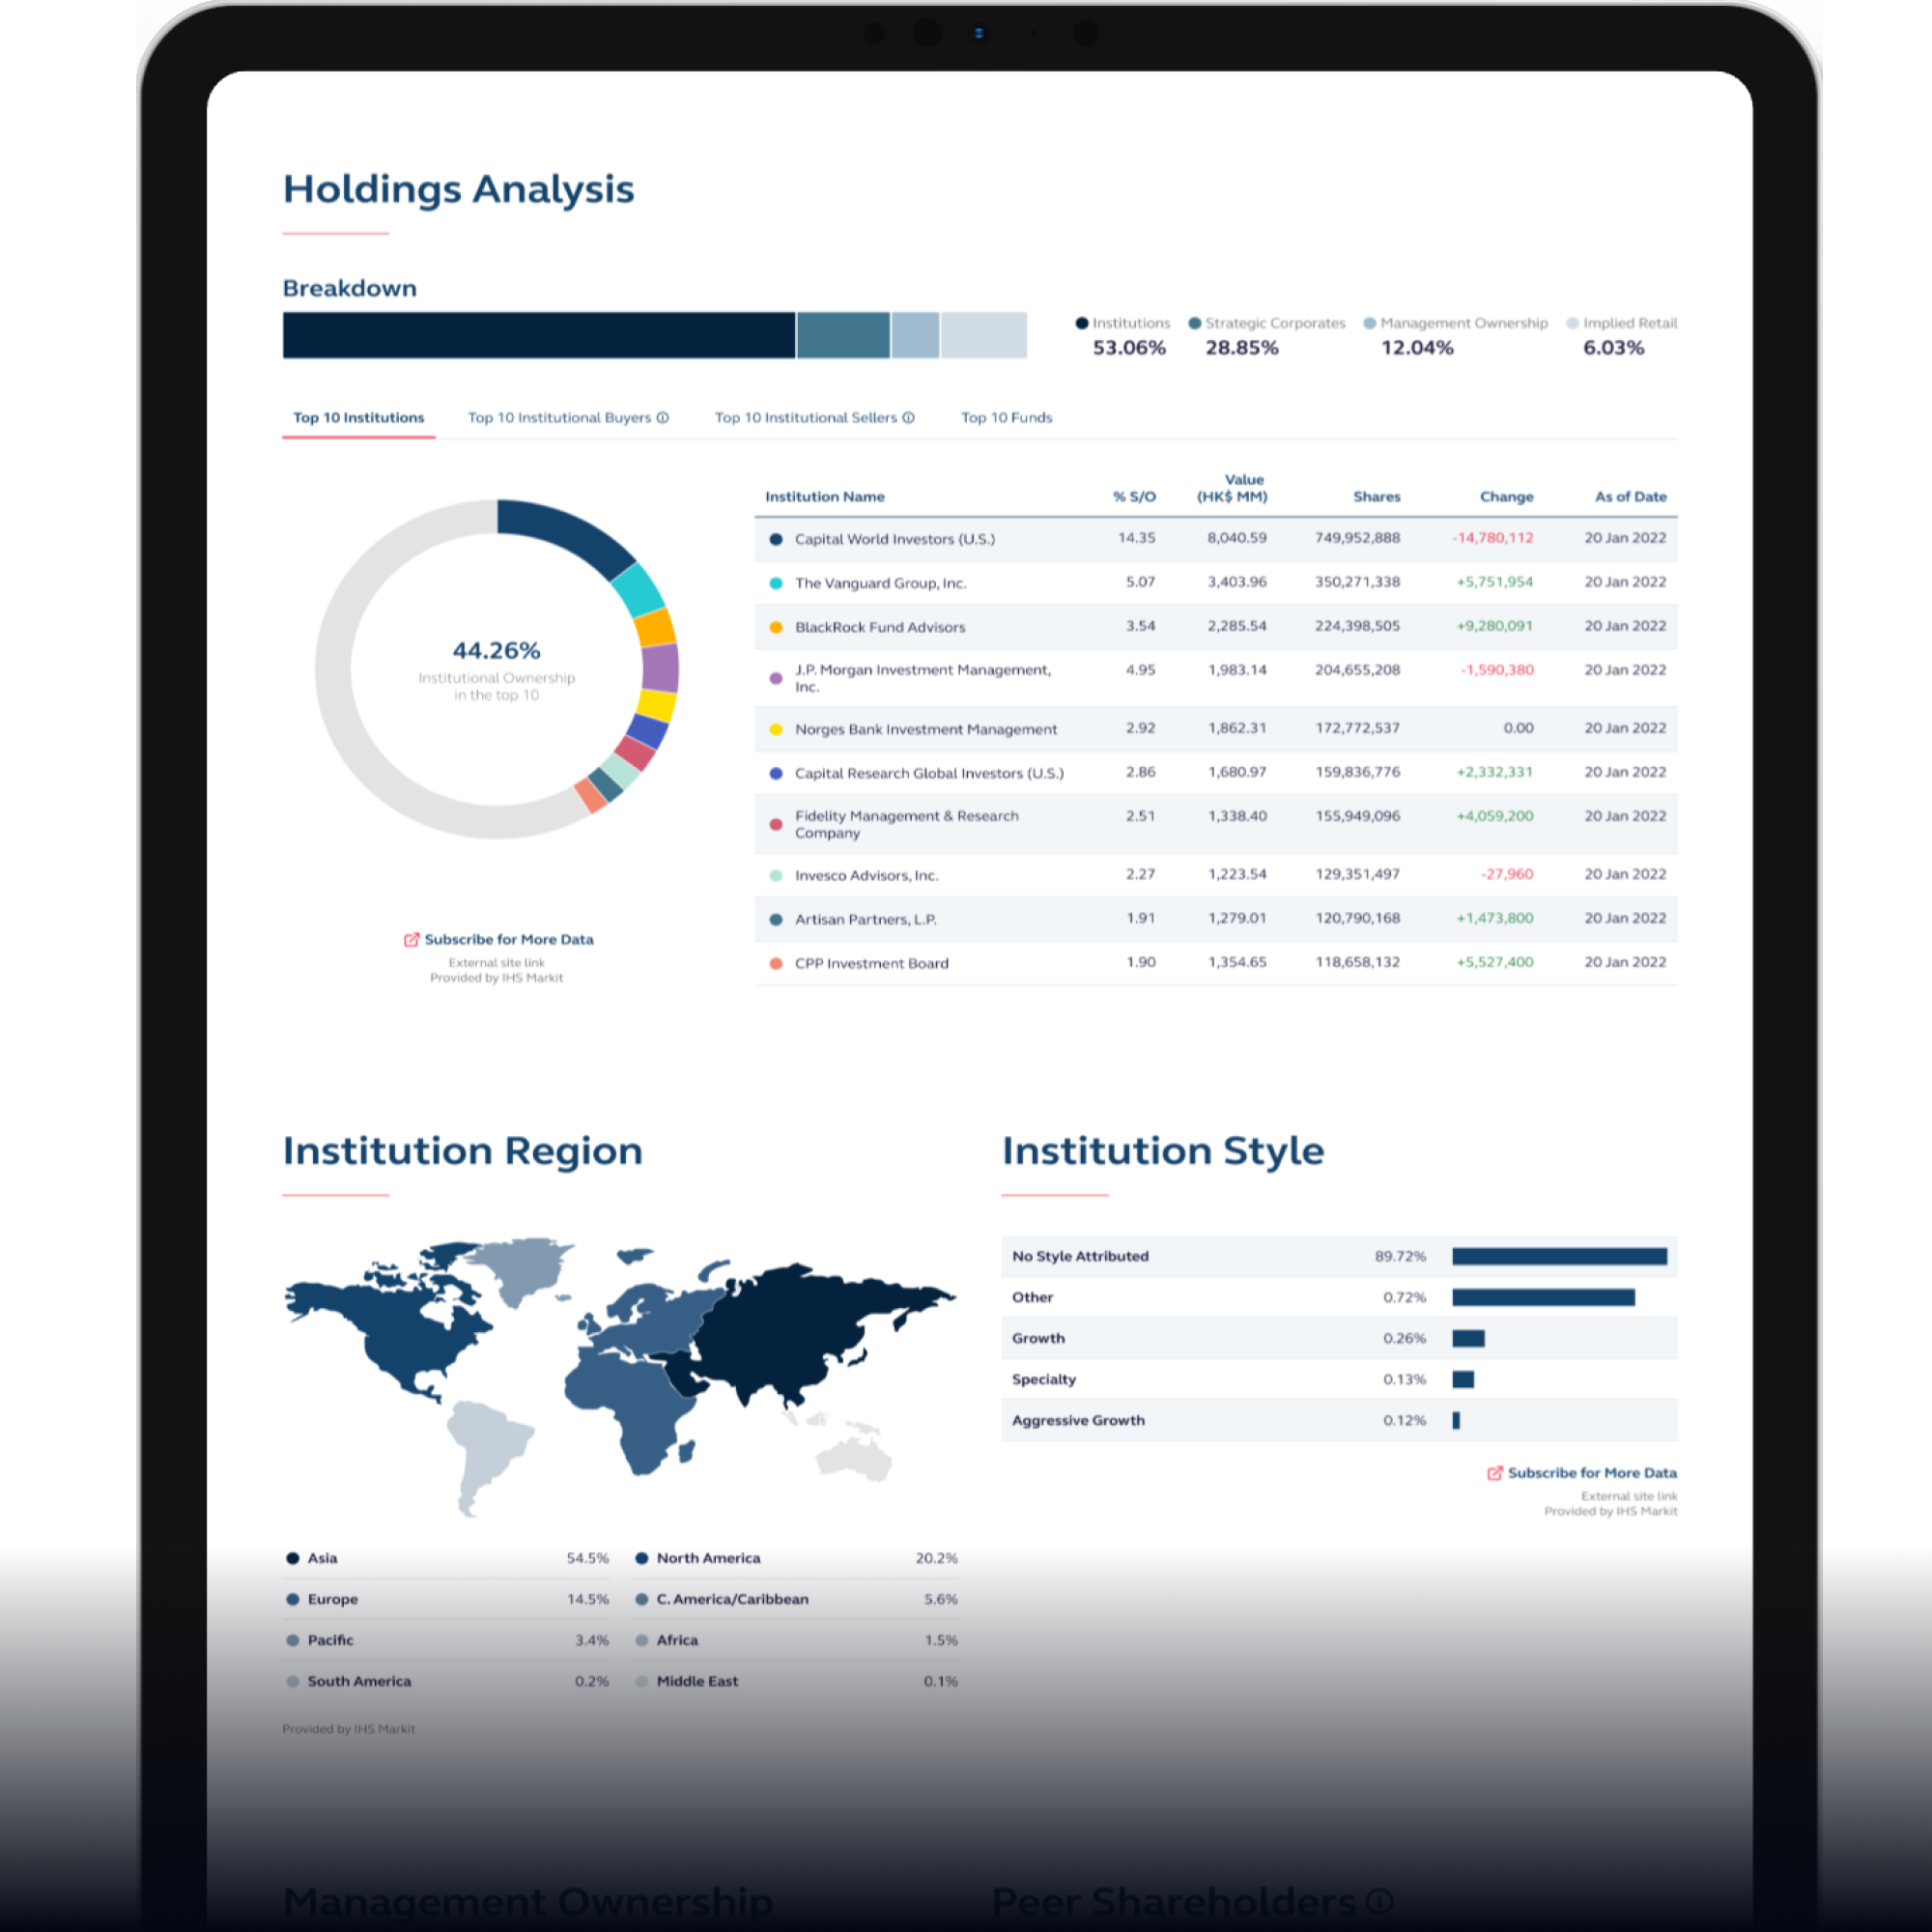 Holdings Analysis
Breakdown
Institutions Strategic Corporates Management Ownership Implied Retail
53.06% 28.85% 12.04% 6.03%
Top 10 Institutions Top 10 Institutional Buyers Top 10 Institutional Sellers Top 10 Funds
Institution Name % S/O Value (HK$ MM) Shares Change As of Date
Capital World Investors (U.S.) 14.35 8,040.59 749,952,888 -14,780,112 20 Jan 2022
The Vanguard Group, Inc. 5.07 3,403.96 350,271,338 +5,751,954 20 Jan 2022
BlackRock Fund Advisors 3.54 2,285.54 224,398,505 +9,280,091 20 Jan 2022
J.P. Morgan Investment Management, 4.95 1,983.14 204,655,208 -1,590,380 20 Jan 2022
Inc.
Norges Bank Investment Management 2.92 1,862.31 172,772,537 0.00 20 Jan 2022
Capital Research Global Investors (U.S.) 2.86 1,680.97 159,836,776 +2,332,331 20 Jan 2022
Fidelity Management & Research 2.51 1,338.40 155,949,096 +4,059,200 20 Jan 2022
Company
Invesco Advisors, Inc. 2.27 1,223.54 129,351,497 -27,960 20 Jan 2022
Artisan Partners, L.P. 1.91 1,279.01 120,790,168 +1,473,800 20 Jan 2022
CPP Investment Board 1.90 1,354.65 118,658,132 +5,527,400 20 Jan 2022
44.26%
Institutional Ownership
in the top 10
Subscribe for More Data
External site link
Provided by IHS Markit
Institution Region
Asia 54.5% North America 20.2%
Europe 14.5% C. America/Caribbean 5.6%
Pacific 3.4% Africa 1.5%
South America 0.2% Middle East 0.1%
Provided by IHS Markit
Institution Style
No Style Attributed 89.72%
Other 0.72%
Growth 0.26%
Specialty 0.13%
Aggressive Growth 0.12%
Subscribe for More Data
External site link
Provided by IHS Markit
Management Ownership
Peer Shareholders